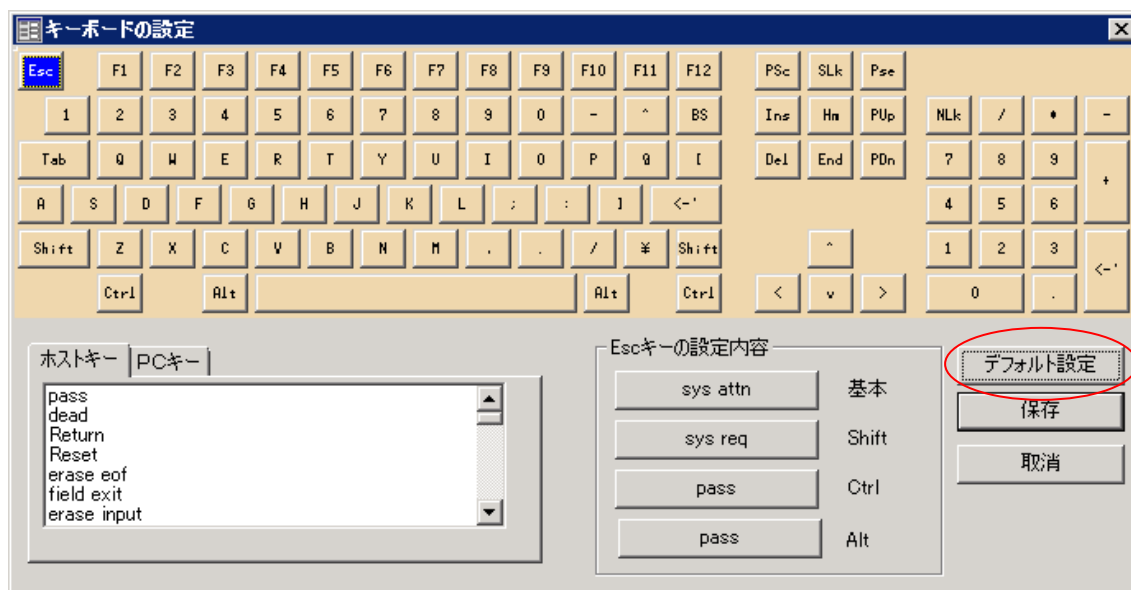 キーボードの設定
Esc F1 F2 F3 F4 F5 F6 F7 F8 F9 F10 F11 F12 PSc SLk Pse
1 2 3 4 5 6 7 8 9 0 - ^ BS Ins Hm PUp NLk / * -
Tab Q W E R T Y U I O P @ [ Del End PDn 7 8 9 +
A S D F G H J K L ; : ] <-' 4 5 6
Shift Z X C V B N M , . / ¥ Shift ^ 1 2 3 <-'
Ctrl Alt Alt Ctrl < v > 0 .
ホストキー PCキー
pass
dead
Return
Reset
erase eof
field exit
erase input
Escキーの設定内容
sys attn 基本
sys req Shift
pass Ctrl
pass Alt
デフォルト設定
保存
取消